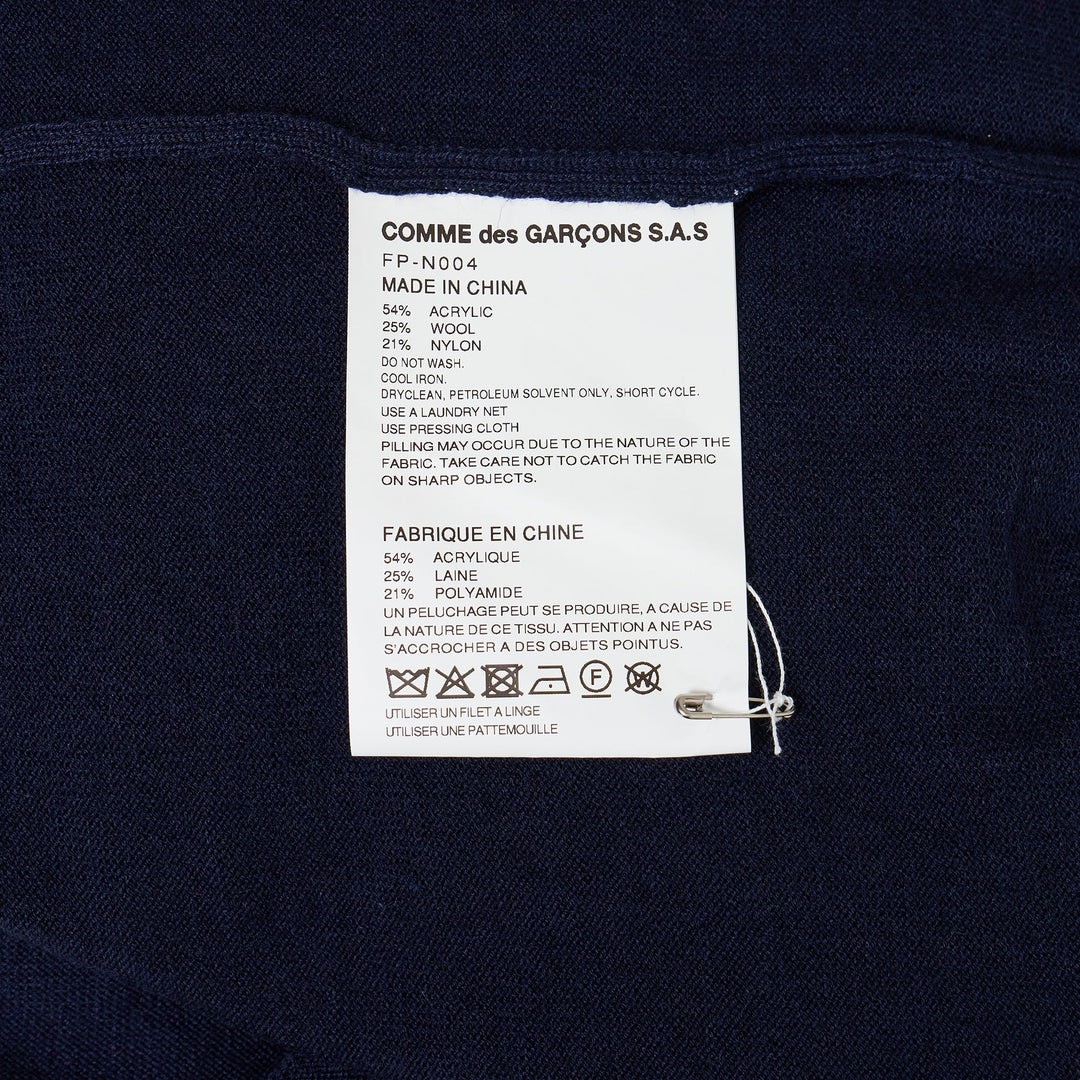 COMME des GARÇONS S.A.S
FP-N004
MADE IN CHINA
54% ACRYLIC
25% WOOL
21% NYLON
DO NOT WASH.
COOL IRON.
DRYCLEAN, PETROLEUM SOLVENT ONLY, SHORT CYCLE.
USE A LAUNDRY NET
USE PRESSING CLOTH
PILLING MAY OCCUR DUE TO THE NATURE OF THE
FABRIC. TAKE CARE NOT TO CATCH THE FABRIC
ON SHARP OBJECTS.
FABRIQUE EN CHINE
54% ACRYLIQUE
25% LAINE
21% POLYAMIDE
UN PELUCHAGE PEUT SE PRODUIRE, A CAUSE DE
LA NATURE DE CE TISSU. ATTENTION A NE PAS
S'ACCROCHER A DES OBJETS POINTUS.
F W
UTILISER UN FILET A LINGE
UTILISER UNE PATTEMOUILLE